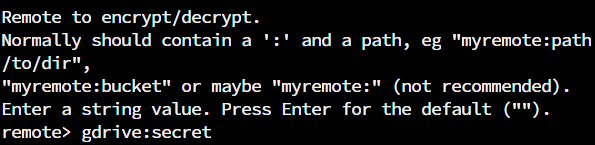 Remote to encrypt/decrypt.
Normally should contain a ':' and a path, eg "myremote:path
/to/dir",
"myremote:bucket" or maybe "myremote:" (not recommended).
Enter a string value. Press Enter for the default ("").
remote> gdrive:secret